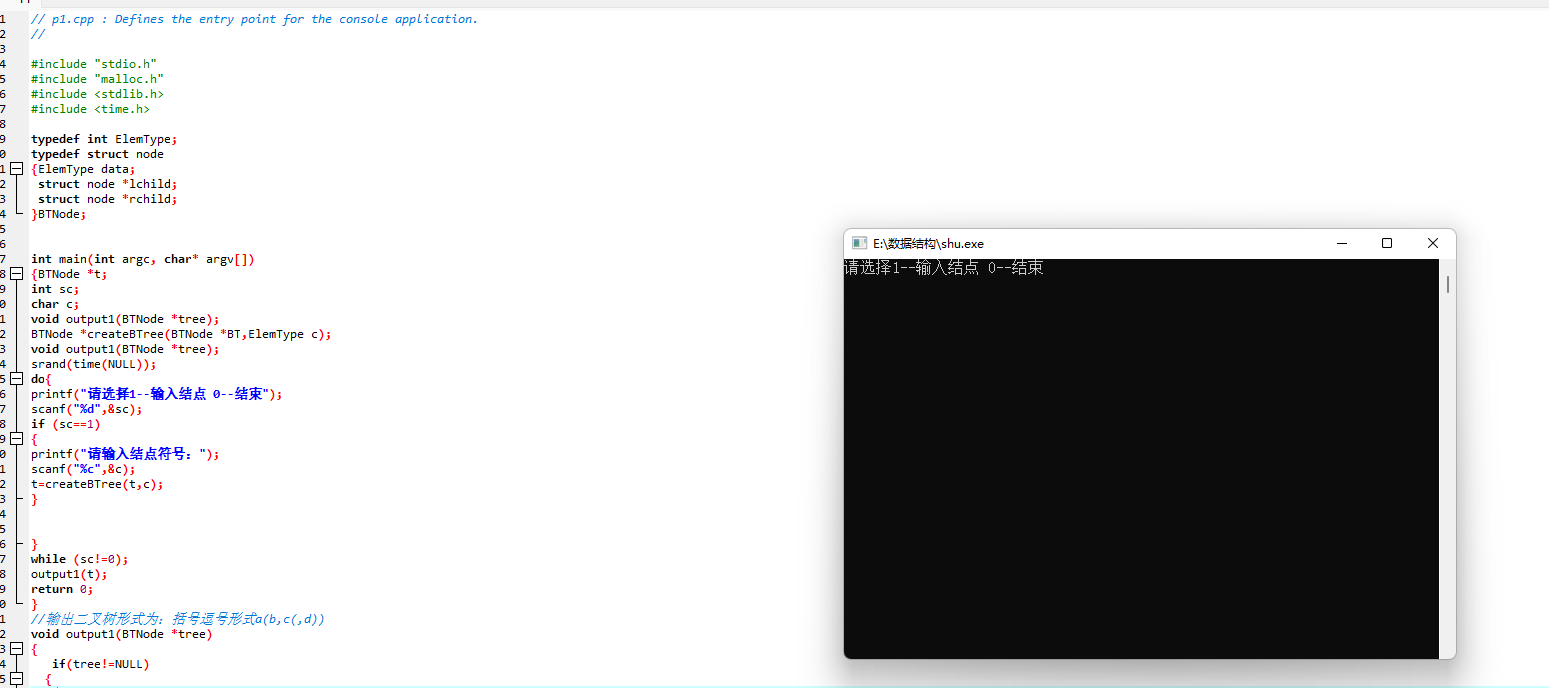 1 // p1.cpp : Defines the entry point for the console application.
2 //
3
4 #include "stdio.h"
5 #include "malloc.h"
6 #include <stdlib.h>
7 #include <time.h>
8
9 typedef int ElemType;
0 typedef struct node
1 {ElemType data;
2 struct node *lchild;
3 struct node *rchild;
4 }BTNode;
5
6
7 int main(int argc, char* argv[])
8 {BTNode *t;
9 int sc;
0 char c;
1 void output1(BTNode *tree);
2 BTNode *createBTree(BTNode *BT,ElemType c);
3 void output1(BTNode *tree);
4 srand(time(NULL));
5 do{
6 printf("请选择1--输入结点 0--结束");
7 scanf("%d",&sc);
8 if (sc==1)
9 {
0 printf("请输入结点符号：");
1 scanf("%c",&c);
2 t=createBTree(t,c);
3 }
4
5
6 }
7 while (sc!=0);
8 output1(t);
9 return 0;
0 }
1 //输出二叉树形式为：括号逗号形式a(b,c(,d))
2 void output1(BTNode *tree)
3 {
4 if(tree!=NULL)
5 {
E:\数据结构\shu.exe
请选择1--输入结点 0--结束